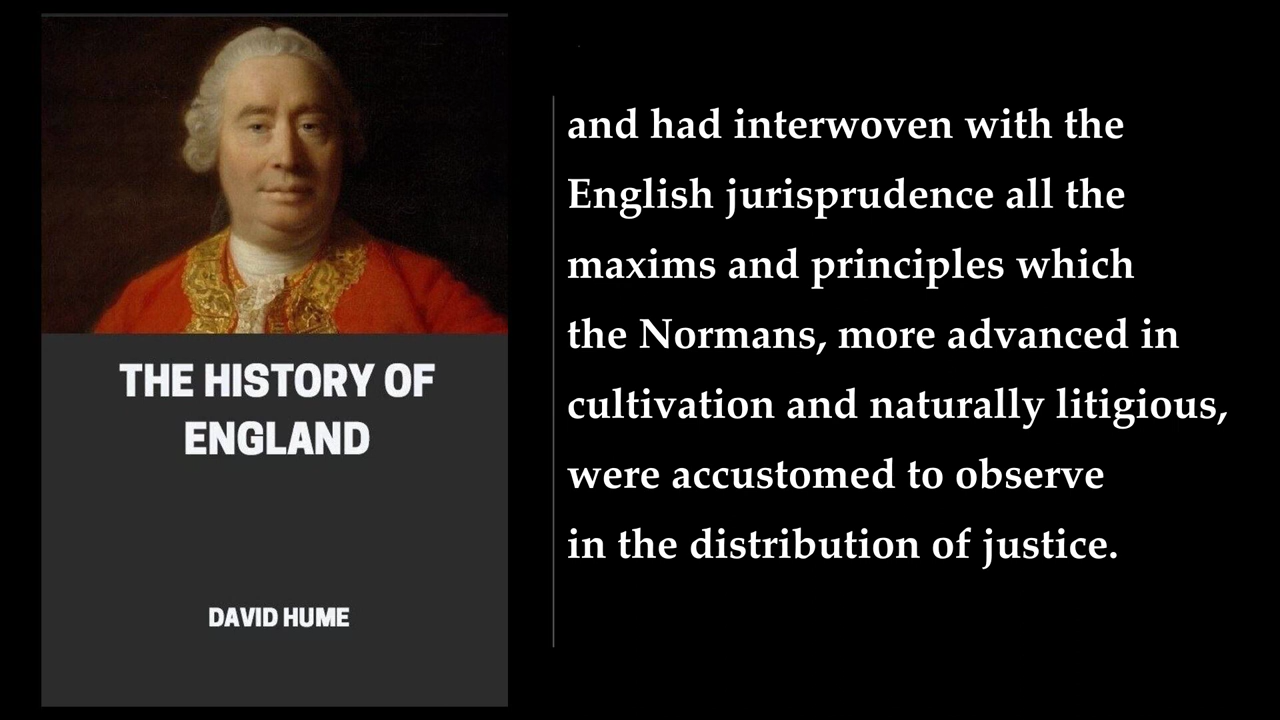 THE HISTORY OF
ENGLAND
DAVID HUME
and had interwoven with the
English jurisprudence all the
maxims and principles which
the Normans, more advanced in
cultivation and naturally litigious,
were accustomed to observe
in the distribution of justice.